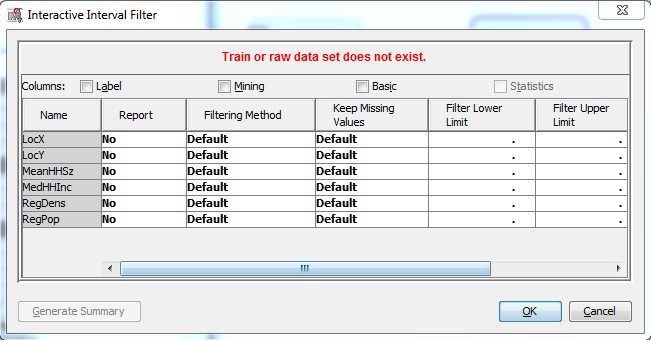 Interactive Interval Filter
Train or raw data set does not exist.
Columns: Label Mining Basic Statistics
Name Report Filtering Method Keep Missing Values Filter Lower Limit Filter Upper Limit
LocX No Default Default . .
LocY No Default Default . .
MeanHHSz No Default Default . .
MedHHInc No Default Default . .
RegDens No Default Default . .
RegPop No Default Default . .
Generate Summary OK Cancel